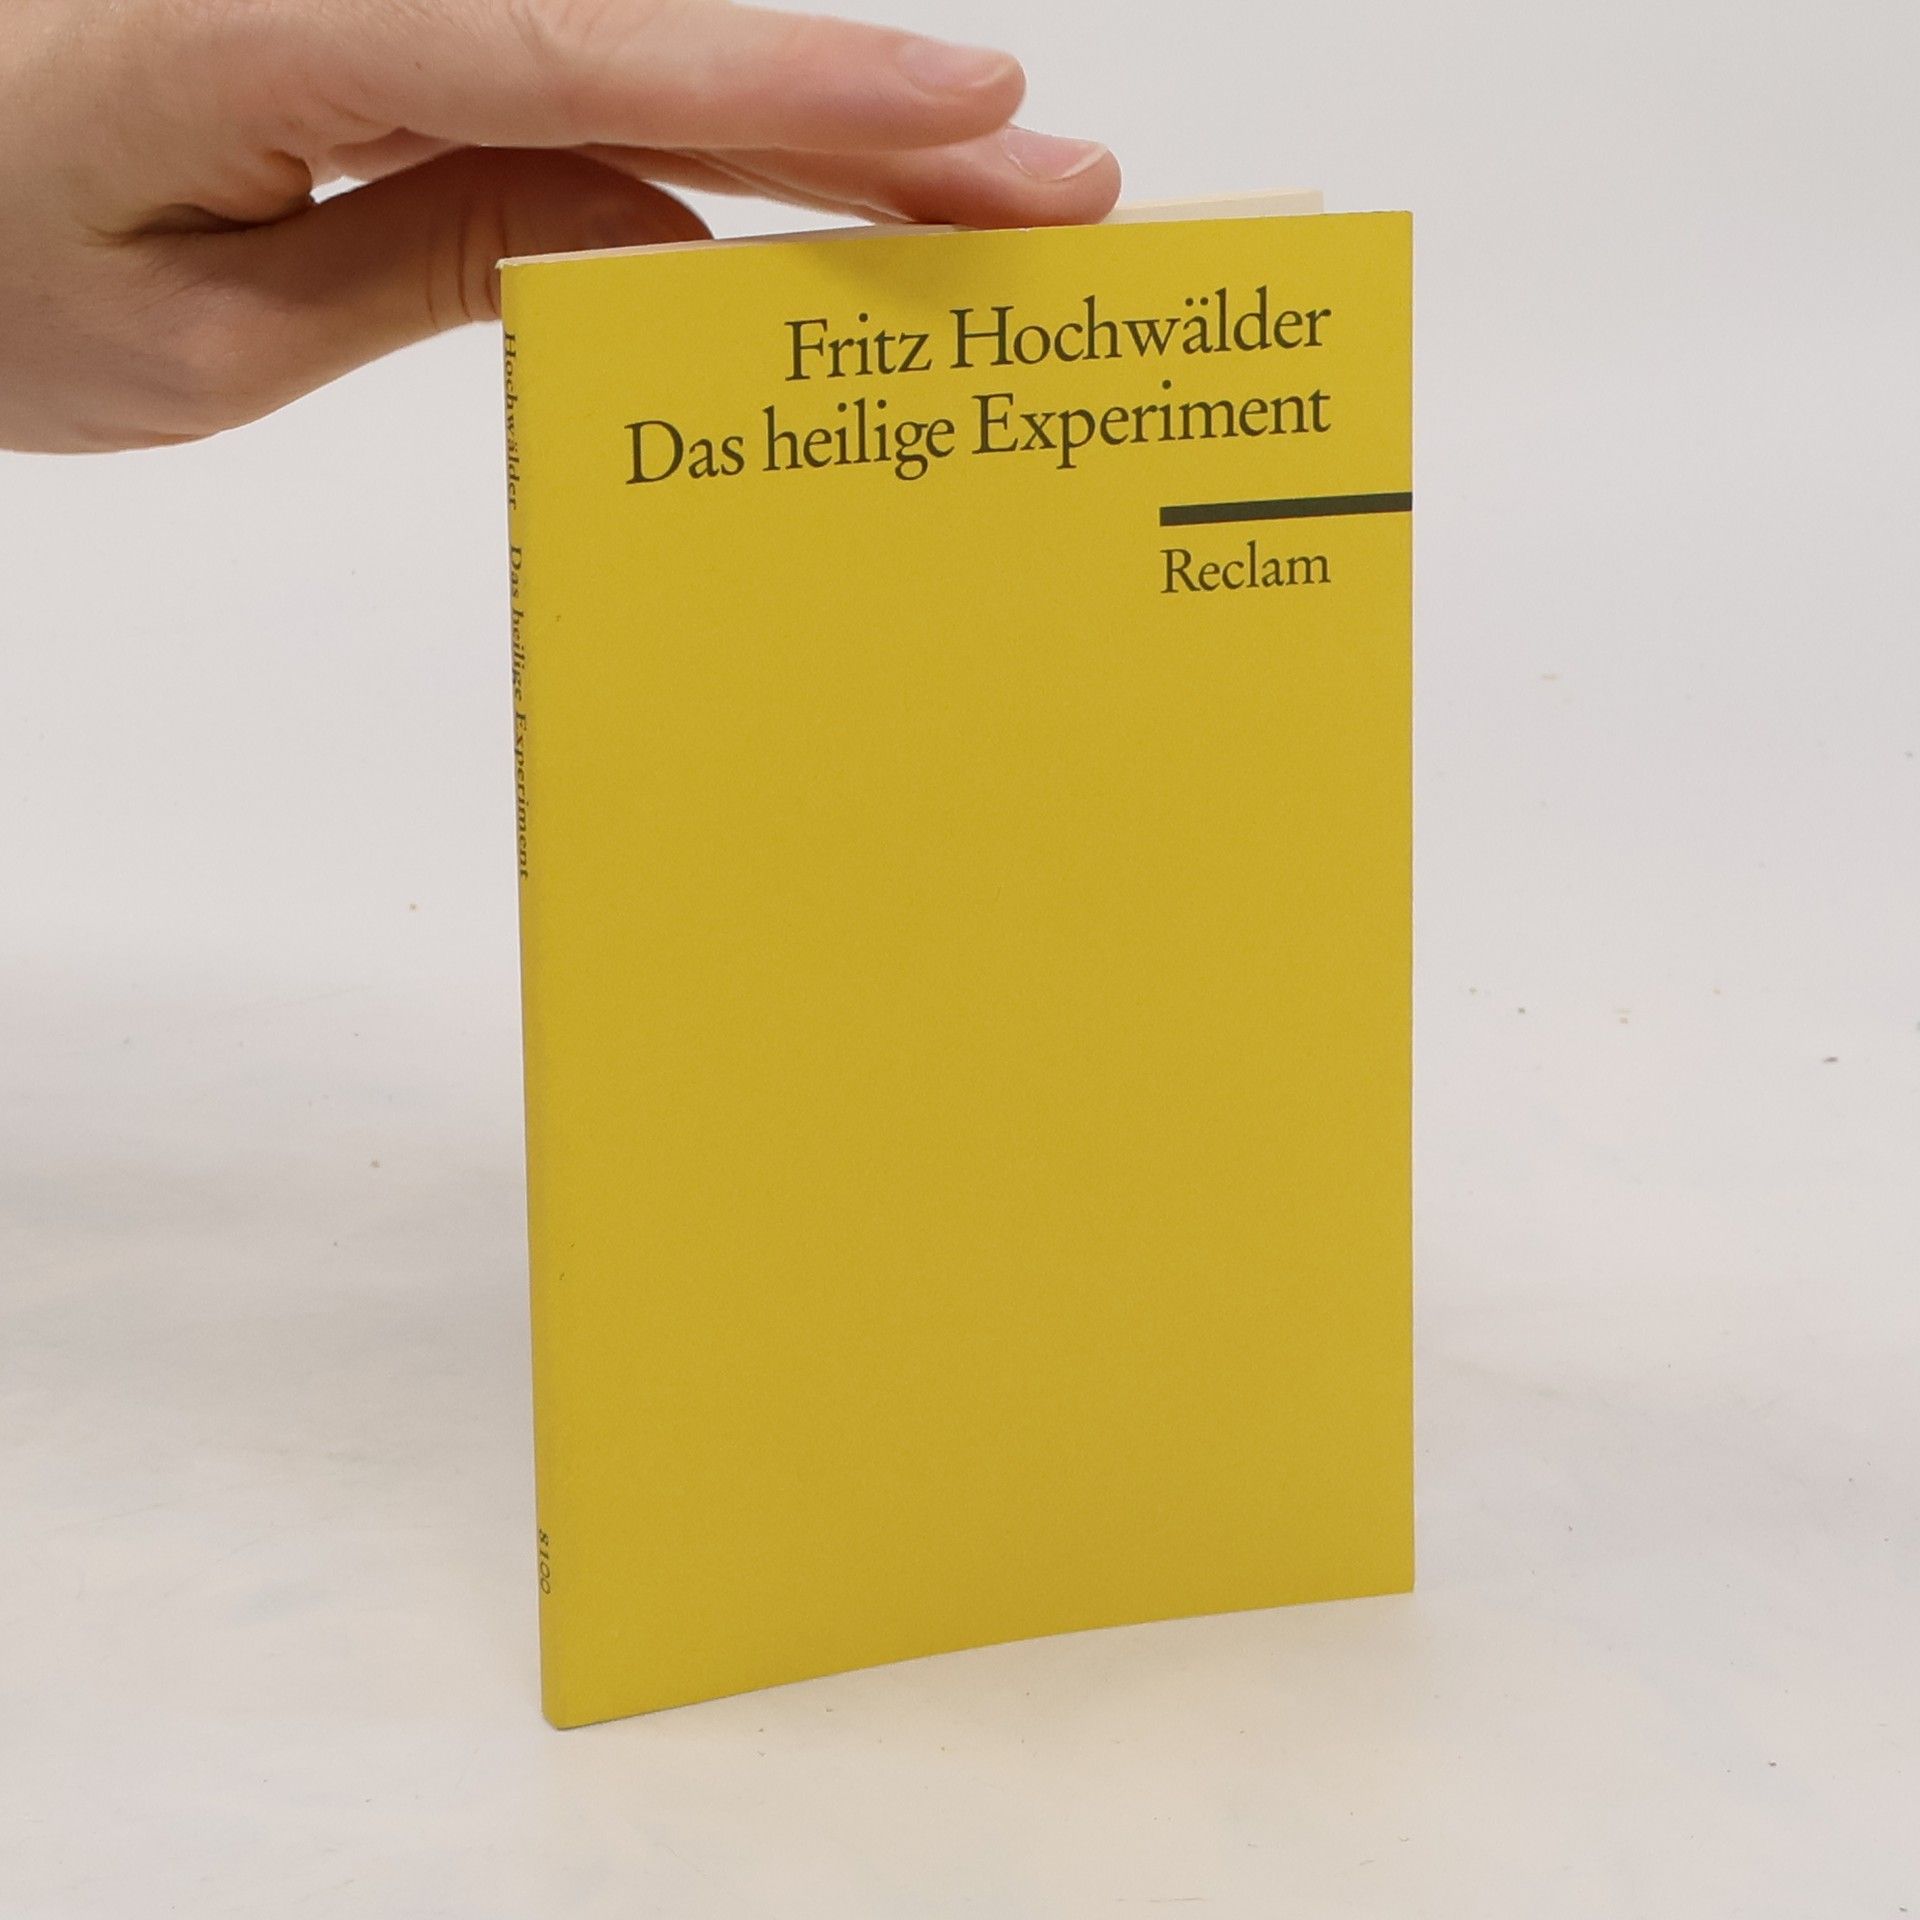 Fritz Hochwälder
Das heilige Experiment
Reclam
Hochwälder Das heilige Experiment
8100